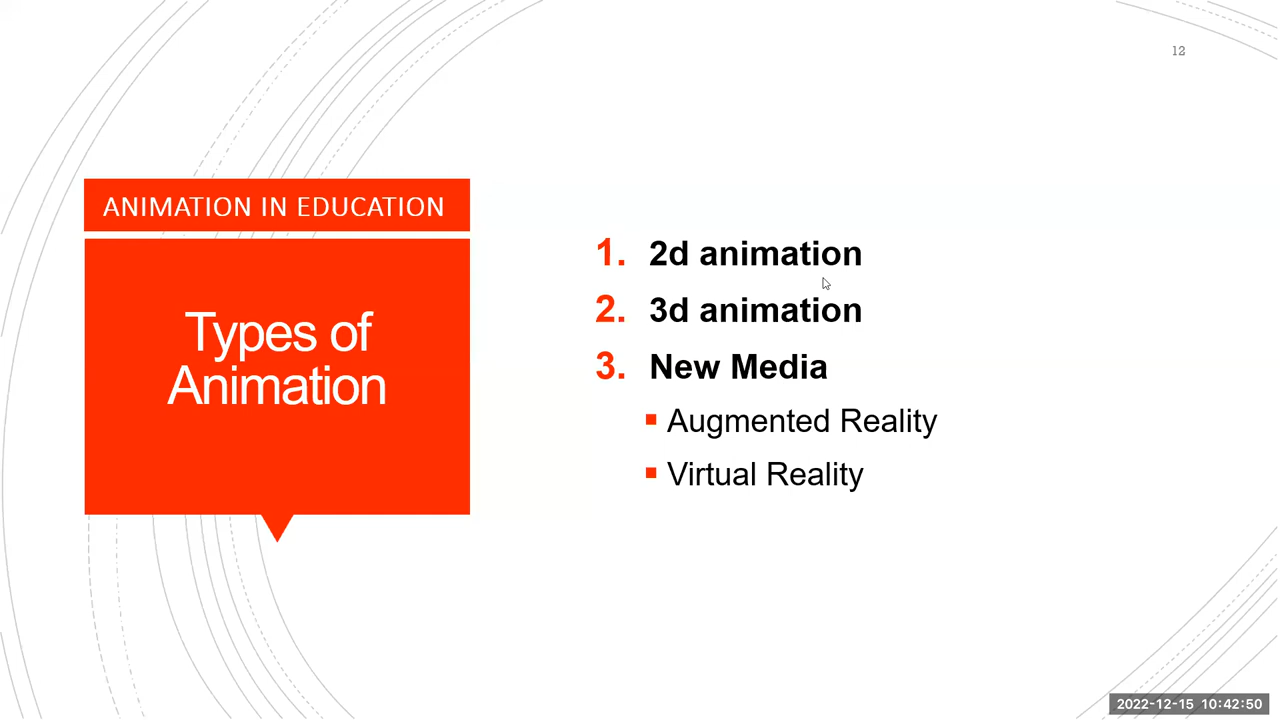 12
ANIMATION IN EDUCATION
Types of
Animation
1. 2d animation
2. 3d animation
3. New Media
▪ Augmented Reality
▪ Virtual Reality
2022-12-15 10:42:50